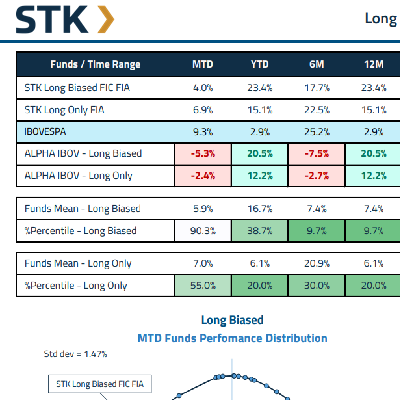 STK
Long
Funds / Time Range MTD YTD 6M 12M
STK Long Biased FIC FIA 4.0% 23.4% 17.7% 23.4%
STK Long Only FIA 6.9% 15.1% 22.5% 15.1%
IBOVESPA 9.3% 2.9% 25.2% 2.9%
ALPHA IBOV - Long Biased -5.3% 20.5% -7.5% 20.5%
ALPHA IBOV - Long Only -2.4% 12.2% -2.7% 12.2%
Funds Mean - Long Biased 5.9% 16.7% 7.4% 7.4%
%Percentile - Long Biased 90.3% 38.7% 9.7% 9.7%
Funds Mean - Long Only 7.0% 6.1% 20.9% 6.1%
%Percentile - Long Only 55.0% 20.0% 30.0% 20.0%
Long Biased
MTD Funds Perfomance Distribution
Std dev = 1.47%
STK Long Biased FIC FIA